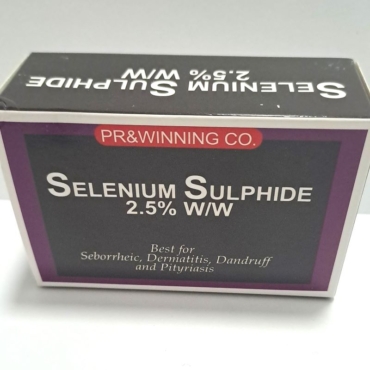 SELENIUM SULPHIDE
2.5% W/W
PR&WINNING CO.
SELENIUM SULPHIDE
2.5% W/W
Best for
Seborrheic, Dermatitis, Dandruff
and Pityriasis